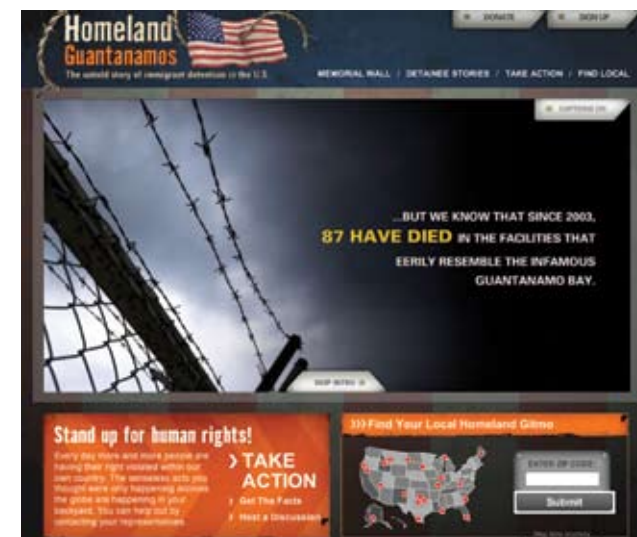 Homeland
Guantanamos
The untold story of immigrant detention in the U.S.
DONATE
SIGN UP
MEMORIAL WALL / DETAINEE STORIES / TAKE ACTION / FIND LOCAL
CAPTIONS ON
...BUT WE KNOW THAT SINCE 2003,
87 HAVE DIED IN THE FACILITIES THAT
EERILY RESEMBLE THE INFAMOUS
GUANTANAMO BAY.
SKIP INTRO
Stand up for human rights!
Every day more and more people are
having their right violated within our
own country. The senseless acts you
thought were only happening across
the globe are happening in your
backyard. You can help out by
contacting your representatives.
TAKE
ACTION
Get The Facts
Host a Discussion
Find Your Local Homeland Gitmo
ENTER ZIP CODE:
Submit